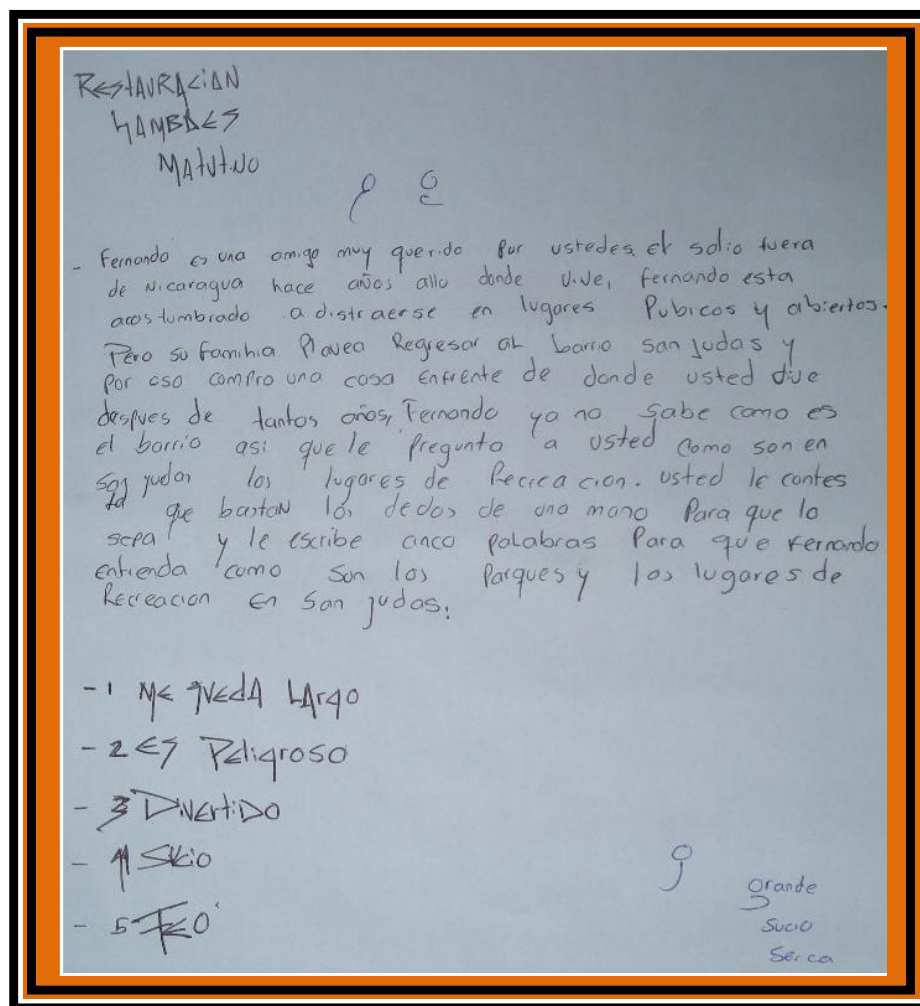 RESTAURACIAN
GAMBOES
MATUTINO
- Fernando es una amigo muy querido por ustedes, el salio fuera
de Nicaragua hace años alla donde vive, fernando esta
acostumbrado a distraerse en lugares Pubicos y abiertos.
Pero su familia Planea Regresar al barrio san judas y
por eso compro una casa enfrente de donde usted vive
despues de tantos años, Fernando ya no sabe como es
el barrio asi que le Pregunta a usted como son en
san judas los lugares de Recreacion. usted le contes
ta que bastan los dedos de una mano Para que lo
sepa y le escribe cinco palabras Para que Fernando
entienda como son los Parques y los lugares de
Recreacion En San judas.
- 1 ME qUEdA LArgO
- 2 ES PEligroso
- 3 DivErtiDO
- 4 SUciO
- 5 FEO
grande
Sucio
Serca